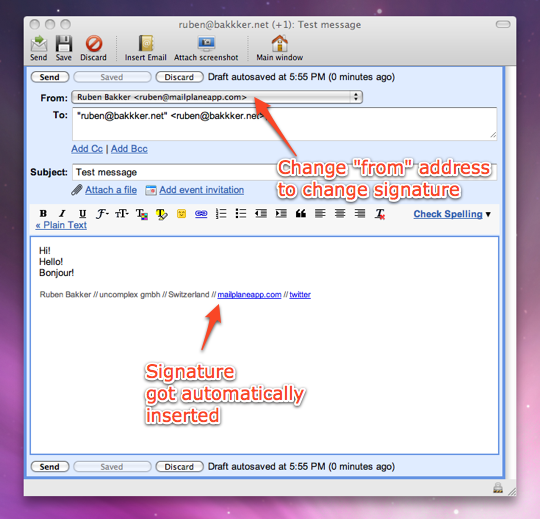 ruben@bakkker.net (+1): Test message
Send Save Discard Insert Email Attach screenshot Main window
Send Saved Discard Draft autosaved at 5:55 PM (0 minutes ago)
From: Ruben Bakker <ruben@mailplaneapp.com>
To: "ruben@bakkker.net" <ruben@bakkker.net>
Add Cc | Add Bcc
Change "from" address
to change signature
Subject: Test message
Attach a file Add event invitation
B I U F T T T Check Spelling ▼
« Plain Text
Hi!
Hello!
Bonjour!
Ruben Bakker // uncomplex gmbh // Switzerland // mailplaneapp.com // twitter
Signature
got automatically
inserted
Send Saved Discard Draft autosaved at 5:55 PM (0 minutes ago)